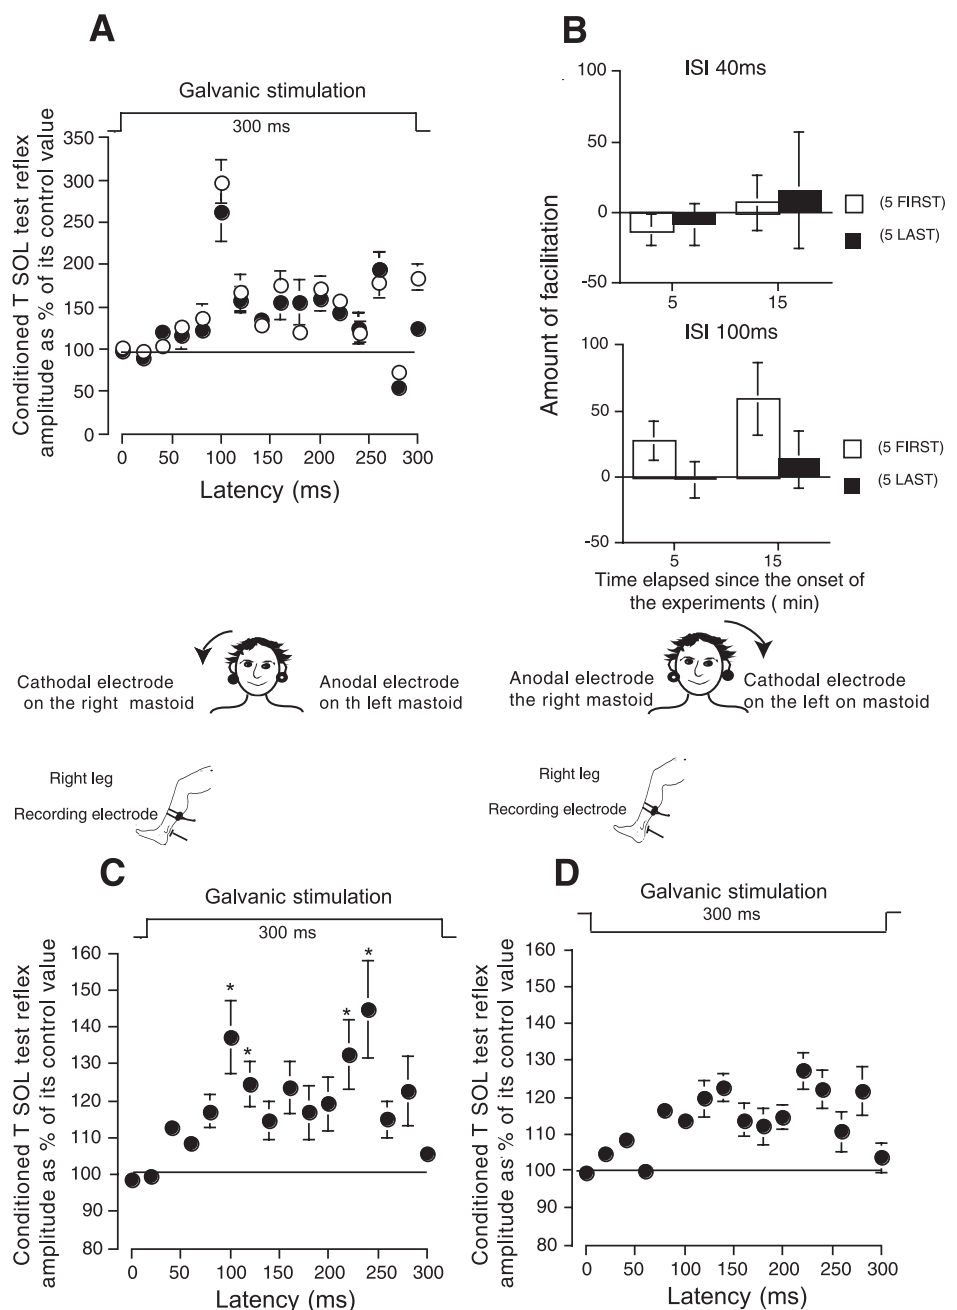 A
Galvanic stimulation
300 ms
Conditioned T SOL test reflex
amplitude as % of its control value
350
300
250
200
150
100
50
0
0 50 100 150 200 250 300
Latency (ms)
B
ISI 40ms
100
50
0
-50
5 15
(5 FIRST)
(5 LAST)
Amount of facilitation
ISI 100ms
100
50
0
-50
5 15
(5 FIRST)
(5 LAST)
Time elapsed since the onset of
the experiments ( min)
Cathodal electrode
on the right mastoid
Anodal electrode
on th left mastoid
Right leg
Recording electrode
Anodal electrode
the right mastoid
Cathodal electrode
on the left on mastoid
Right leg
Recording electrode
C
Galvanic stimulation
300 ms
Conditioned T SOL test reflex
amplitude as % of its control value
160
150
140
130
120
110
100
90
80
* * * *
0 50 100 150 200 250 300
Latency (ms)
D
Galvanic stimulation
300 ms
Conditioned T SOL test reflex
amplitude as % of its control value
160
150
140
130
120
110
100
90
80
0 50 100 150 200 250 300
Latency (ms)